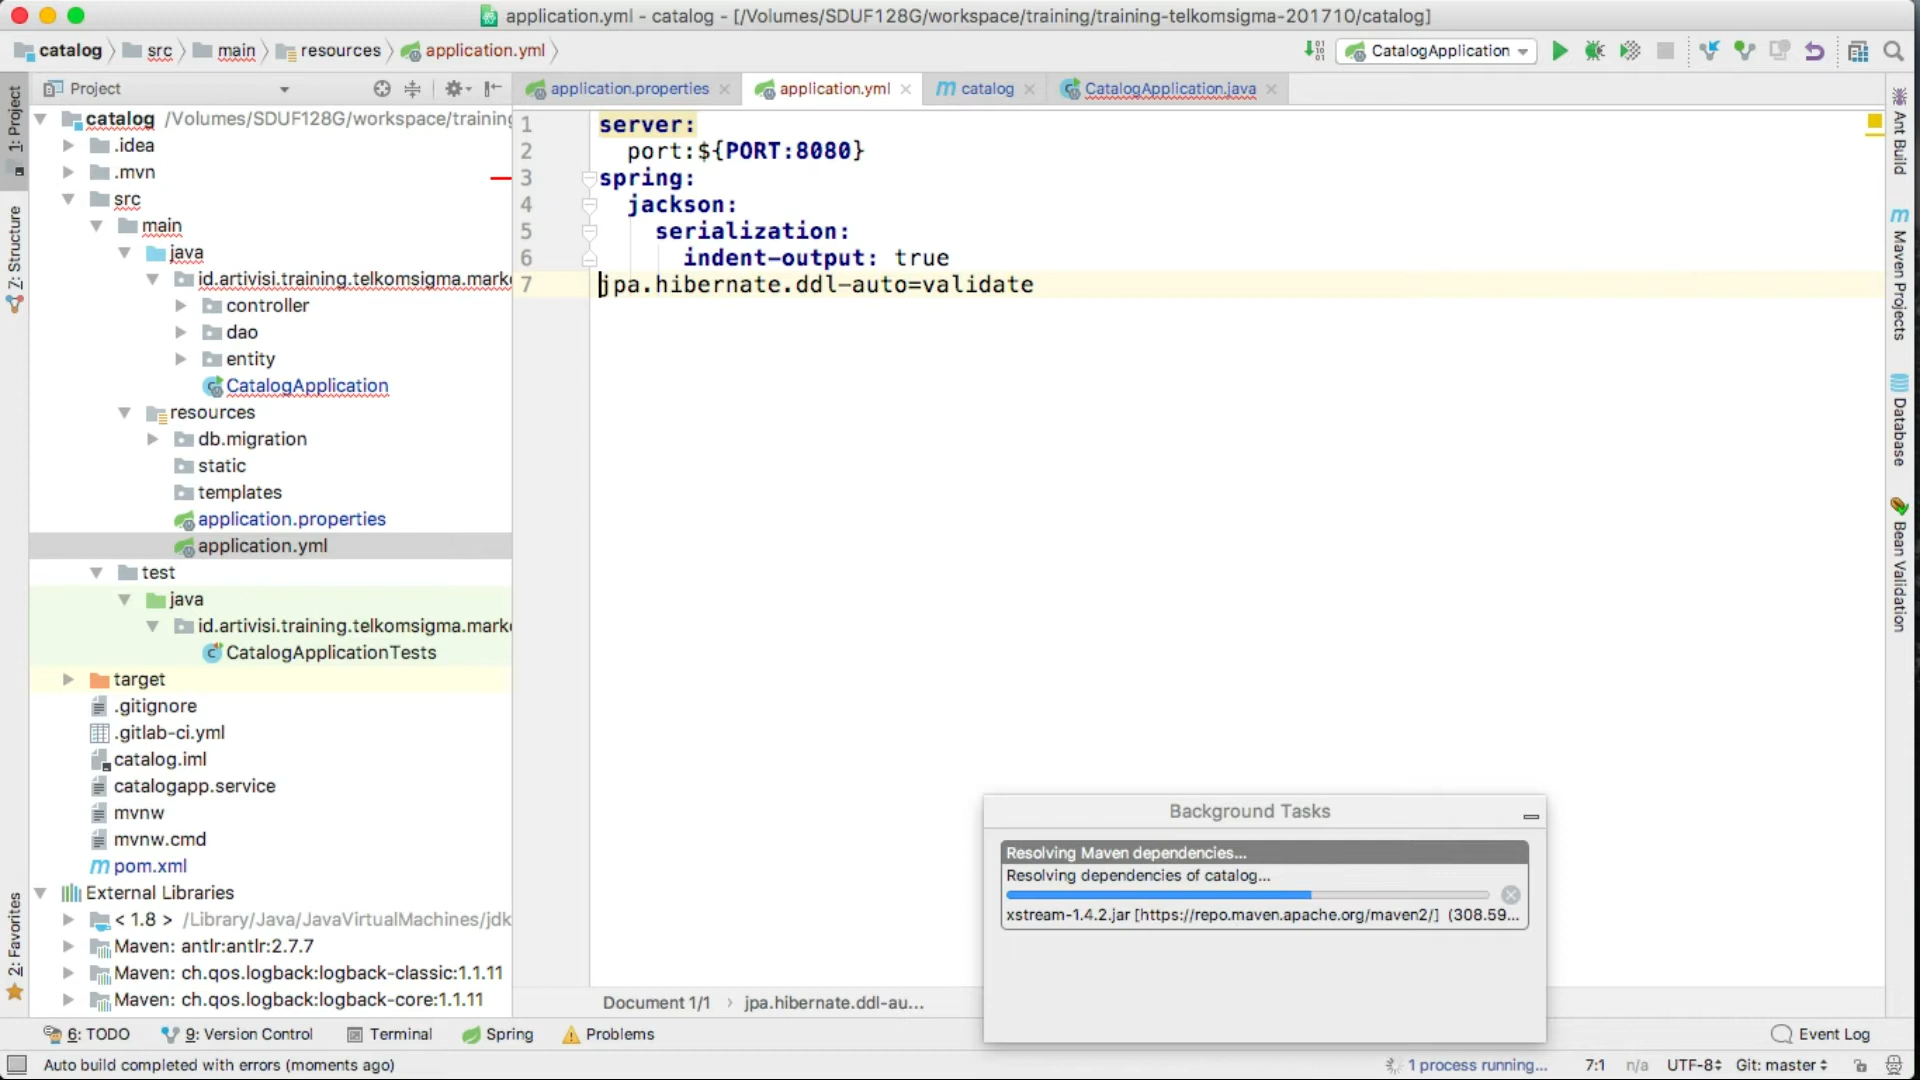 application.yml - catalog - [/Volumes/SDUF128G/workspace/training/training-telkomsigma-201710/catalog]
catalog src main resources application.yml
CatalogApplication
Project
application.properties application.yml catalog CatalogApplication.java
1: Project
7: Structure
2: Favorites
catalog /Volumes/SDUF128G/workspace/training
.idea
.mvn
src
main
java
id.artivisi.training.telkomsigma.mark
controller
dao
entity
CatalogApplication
resources
db.migration
static
templates
application.properties
application.yml
test
java
id.artivisi.training.telkomsigma.mark
CatalogApplicationTests
target
.gitignore
.gitlab-ci.yml
catalog.iml
catalogapp.service
mvnw
mvnw.cmd
pom.xml
External Libraries
< 1.8 > /Library/Java/JavaVirtualMachines/jdk
Maven: antlr:antlr:2.7.7
Maven: ch.qos.logback:logback-classic:1.1.11
Maven: ch.qos.logback:logback-core:1.1.11
1 server:
2 port:${PORT:8080}
3 spring:
4 jackson:
5 serialization:
6 indent-output: true
7 jpa.hibernate.ddl-auto=validate
Ant Build
Maven Projects
Database
Bean Validation
Background Tasks
Resolving Maven dependencies...
Resolving dependencies of catalog...
xstream-1.4.2.jar [https://repo.maven.apache.org/maven2/] (308.59...
Document 1/1 › jpa.hibernate.ddl-au...
6: TODO 9: Version Control Terminal Spring Problems Event Log
Auto build completed with errors (moments ago) 1 process running... 7:1 n/a UTF-8 Git: master